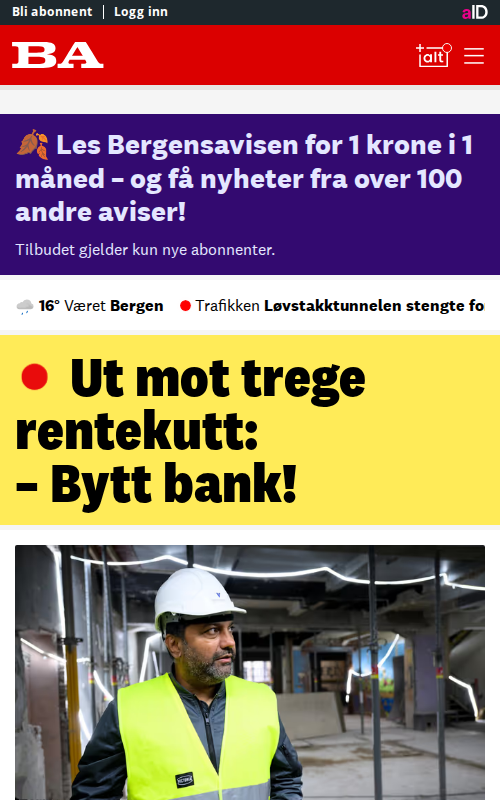 Bli abonnent | Logg inn
aID
BA
+alt
Les Bergensavisen for 1 krone i 1
måned – og få nyheter fra over 100
andre aviser!
Tilbudet gjelder kun nye abonnenter.
16° Været Bergen Trafikken Løvstakktunnelen stengte fo
Ut mot trege
rentekutt:
– Bytt bank!